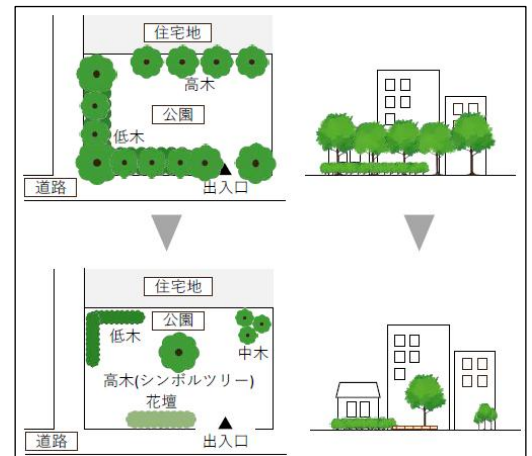 住宅地
高木
公園
低木
出入口
道路
住宅地
公園
低木
中木
高木(シンボルツリー)
花壇
出入口
道路